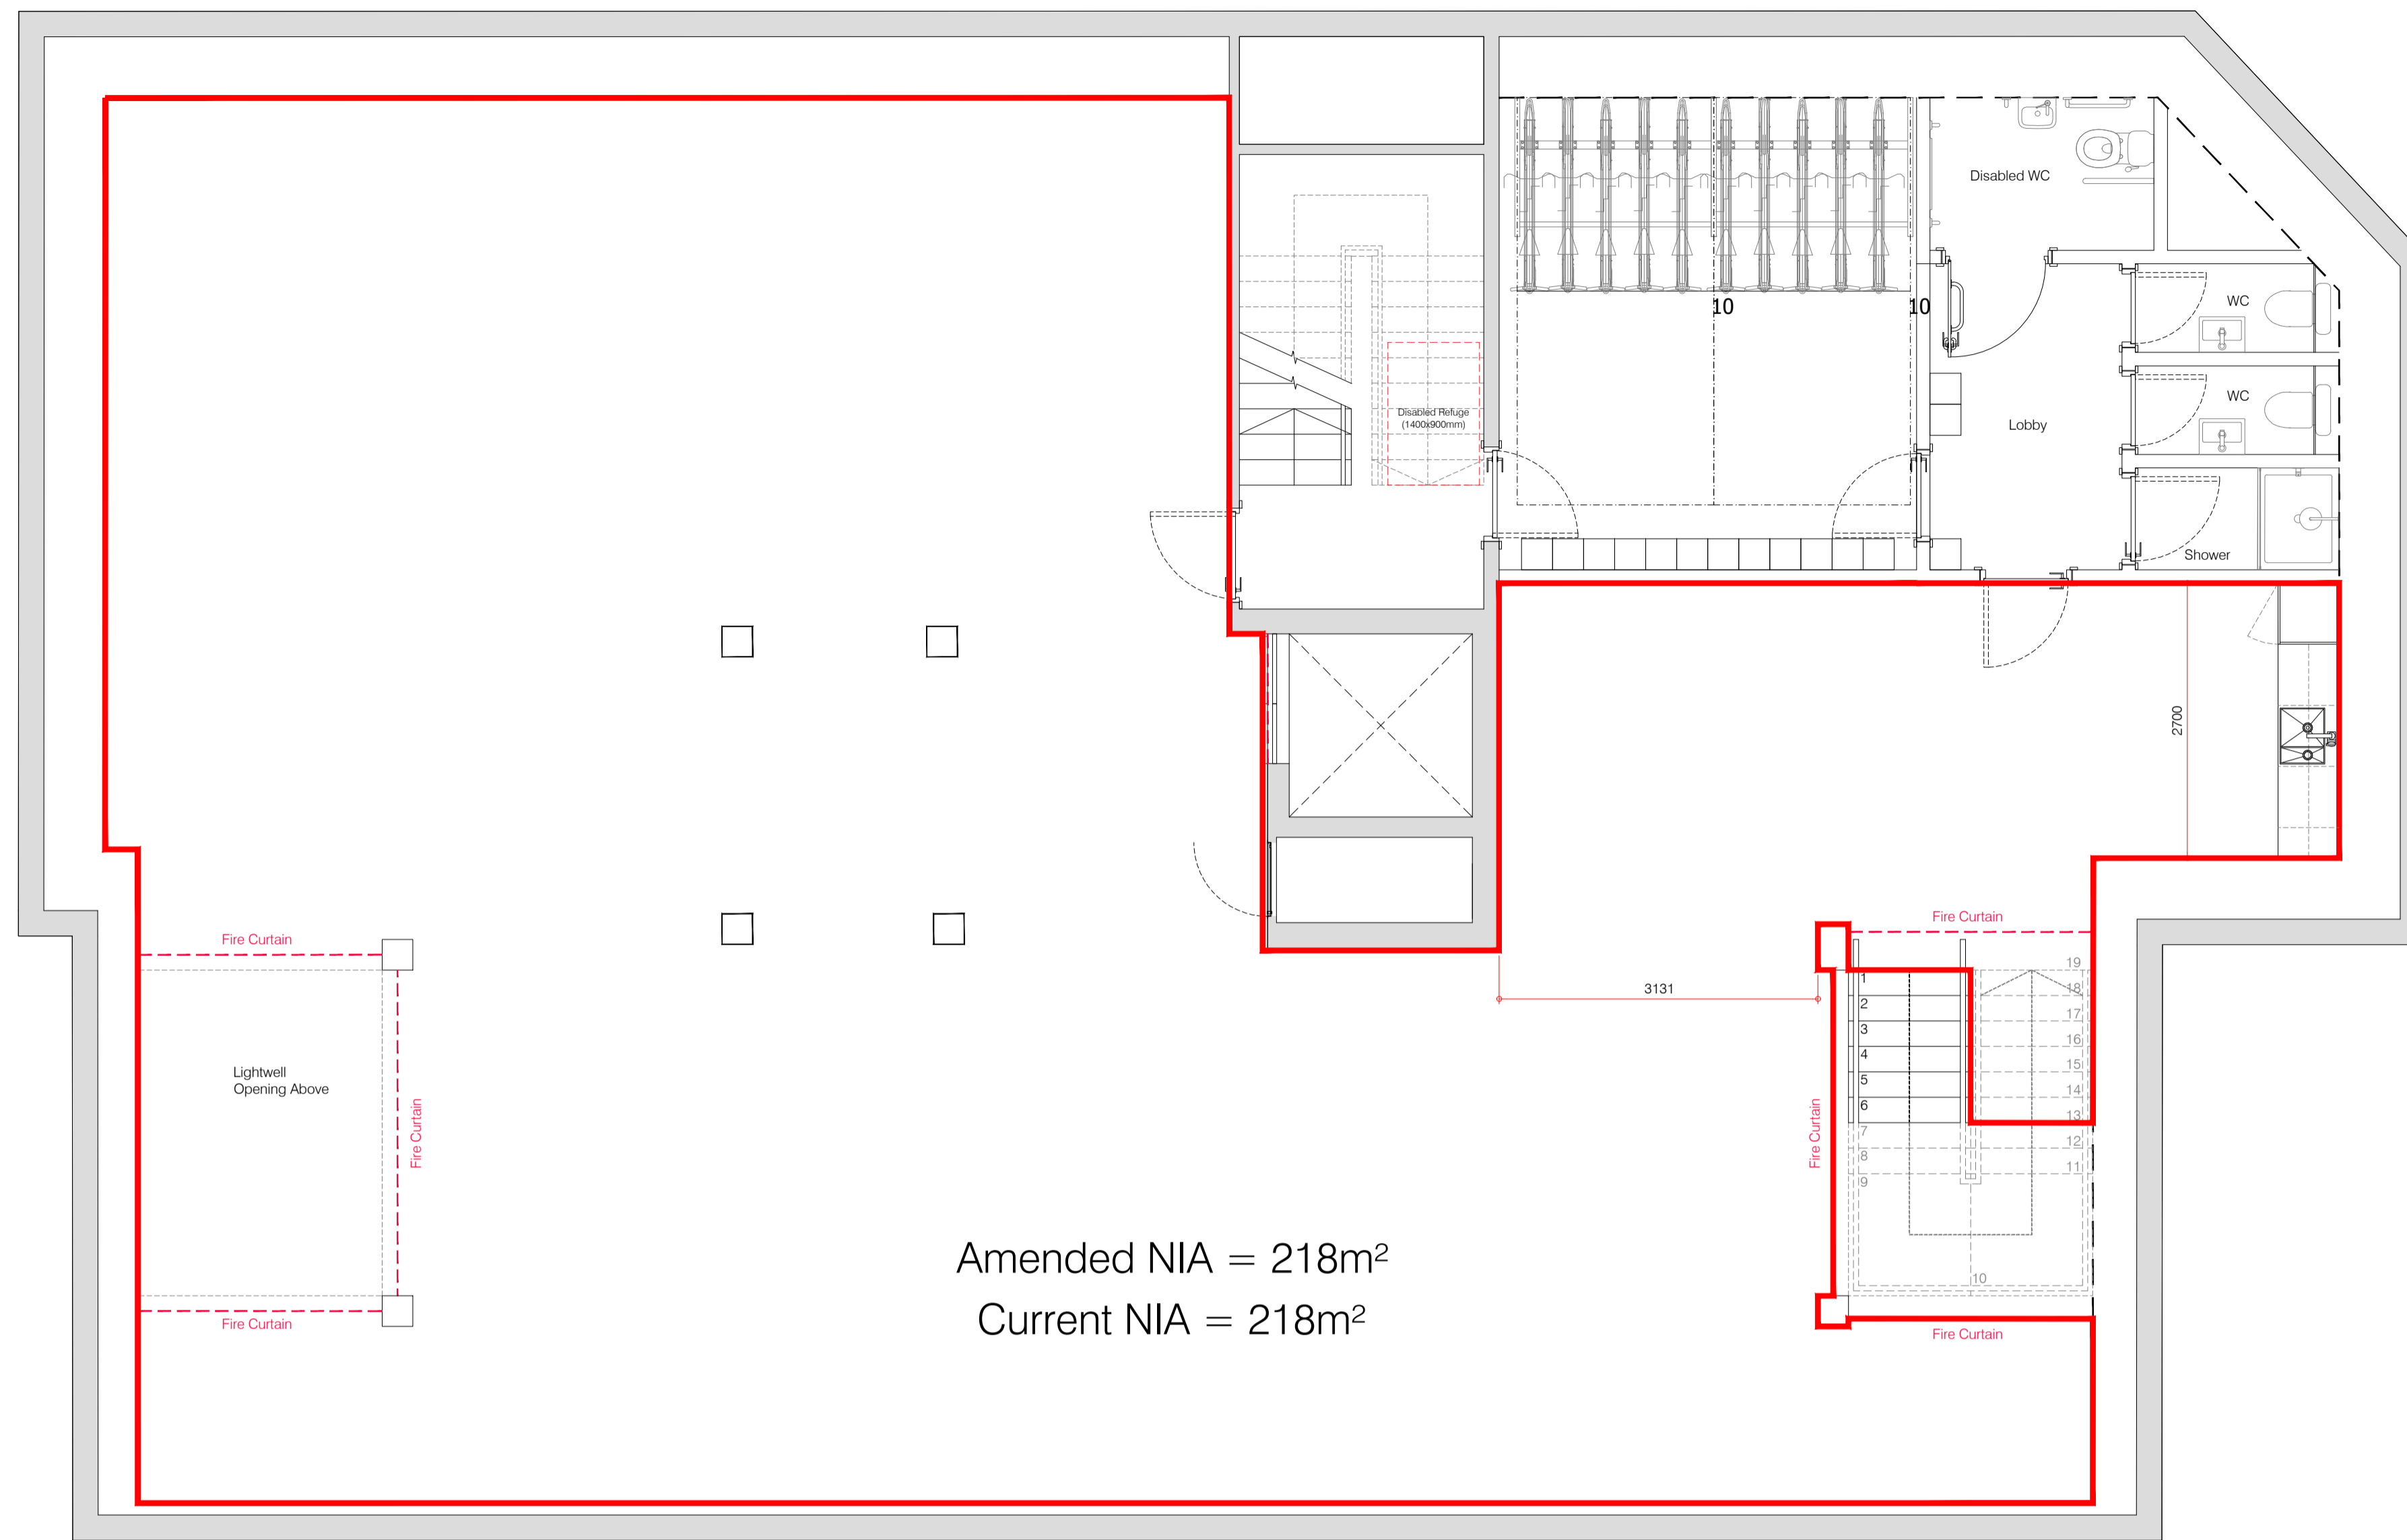 Disabled WC
WC
10
10
WC
Disabled Refuge
(1400x900mm)
Lobby
Shower
2700
Fire Curtain
Fire Curtain
3131
19
18
17
16
15
14
13
12
11
1
2
3
4
5
6
7
8
9
10
Lightwell
Opening Above
Fire Curtain
Fire Curtain
Amended NIA = 218m²
Current NIA = 218m²
Fire Curtain
Fire Curtain